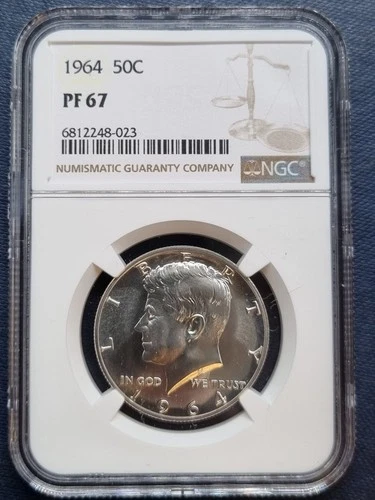 1964 50C
PF 67
6812248-023
NUMISMATIC GUARANTY COMPANY
NGC®
LIBERTY
IN GOD WE TRUST
1964